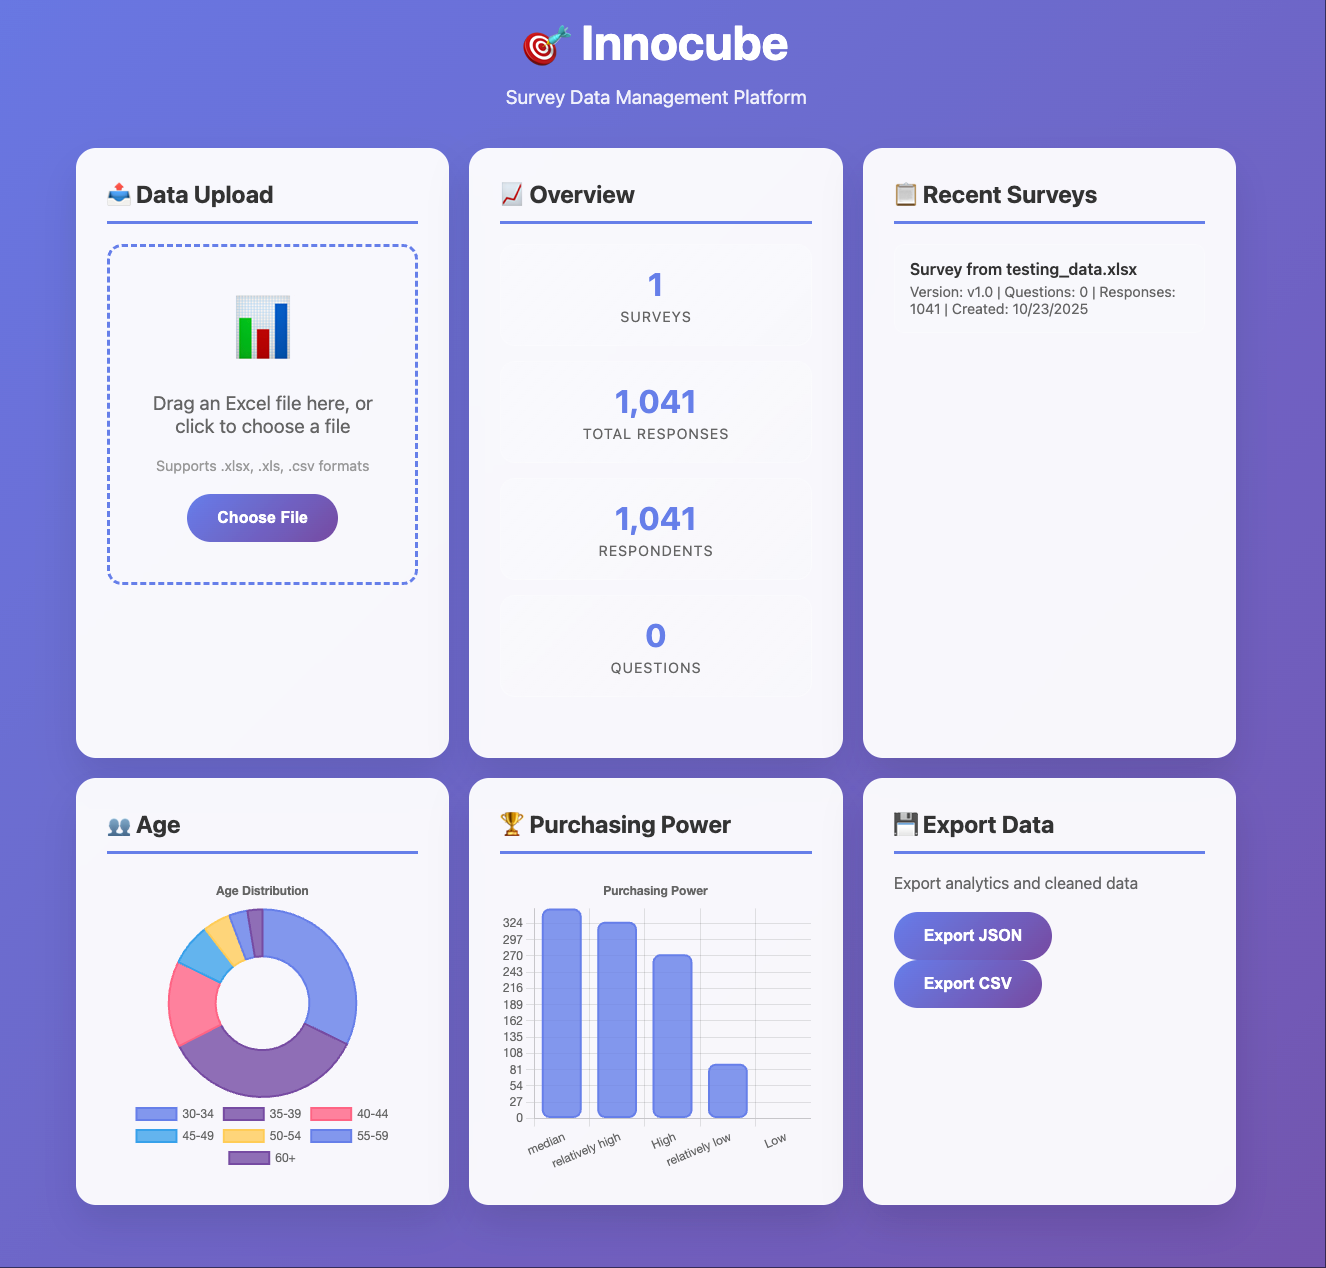 Innocube
Survey Data Management Platform
Data Upload
Drag an Excel file here, or
click to choose a file
Supports .xlsx, .xls, .csv formats
Choose File
Overview
1
SURVEYS
1,041
TOTAL RESPONSES
1,041
RESPONDENTS
0
QUESTIONS
Recent Surveys
Survey from testing_data.xlsx
Version: v1.0 | Questions: 0 | Responses:
1041 | Created: 10/23/2025
Age
Age Distribution
30-34 35-39 40-44
45-49 50-54 55-59
60+
Purchasing Power
Purchasing Power
324
297
270
243
216
189
162
135
108
81
54
27
0
median relatively high High relatively low Low
Export Data
Export analytics and cleaned data
Export JSON
Export CSV